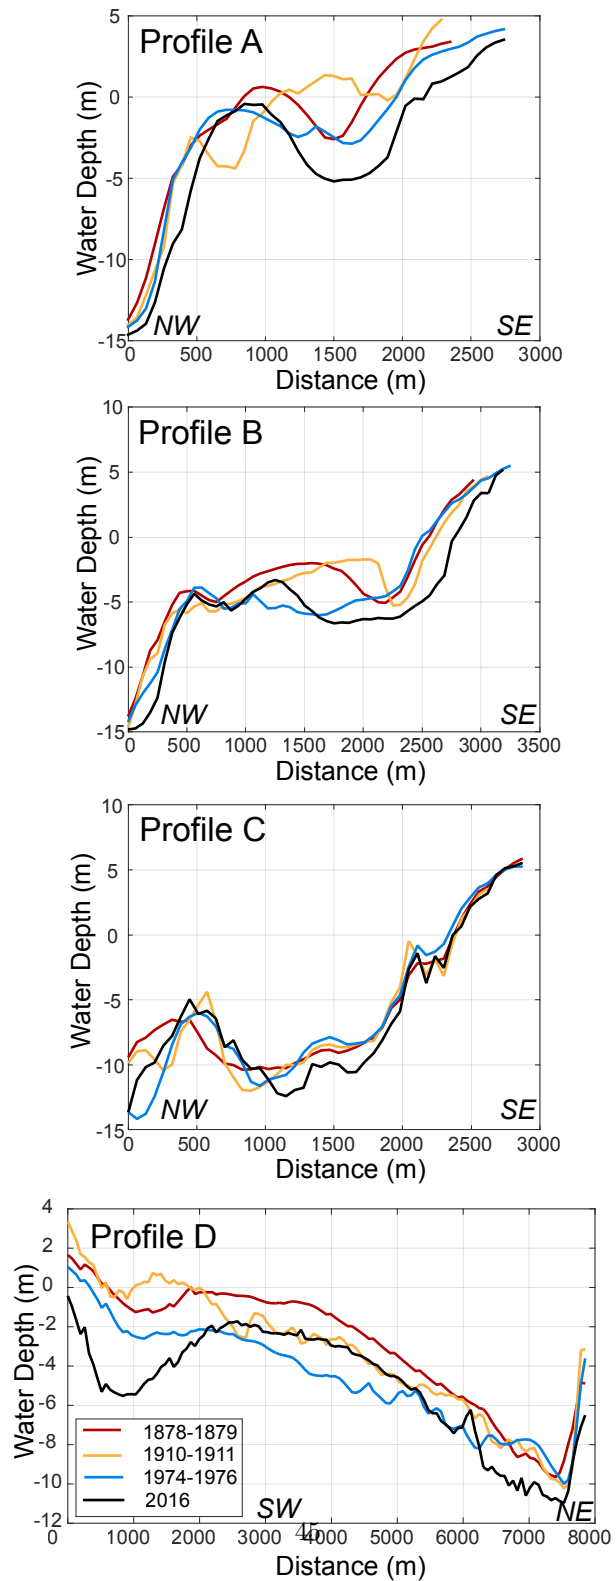 Profile A
Water Depth (m)
5
0
-5
-10
-15
NW
SE
0 500 1000 1500 2000 2500 3000
Distance (m)
Profile B
Water Depth (m)
10
5
0
-5
-10
-15
NW
SE
0 500 1000 1500 2000 2500 3000 3500
Distance (m)
Profile C
Water Depth (m)
10
5
0
-5
-10
-15
NW
SE
0 500 1000 1500 2000 2500 3000
Distance (m)
Profile D
Water Depth (m)
4
2
0
-2
-4
-6
-8
-10
-12
1878-1879
1910-1911
1974-1976
2016
SW
NE
45
0 1000 2000 3000 4000 5000 6000 7000 8000
Distance (m)